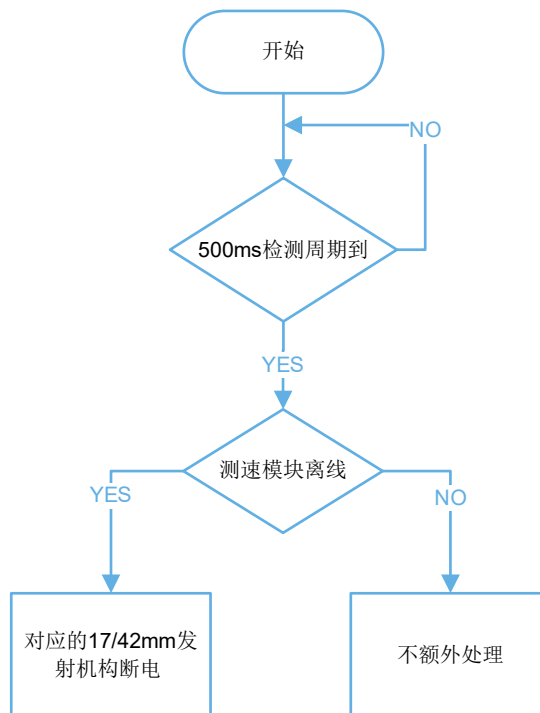 开始
NO
500ms检测周期到
YES
测速模块离线
YES
NO
对应的17/42mm发
射机构断电
不额外处理